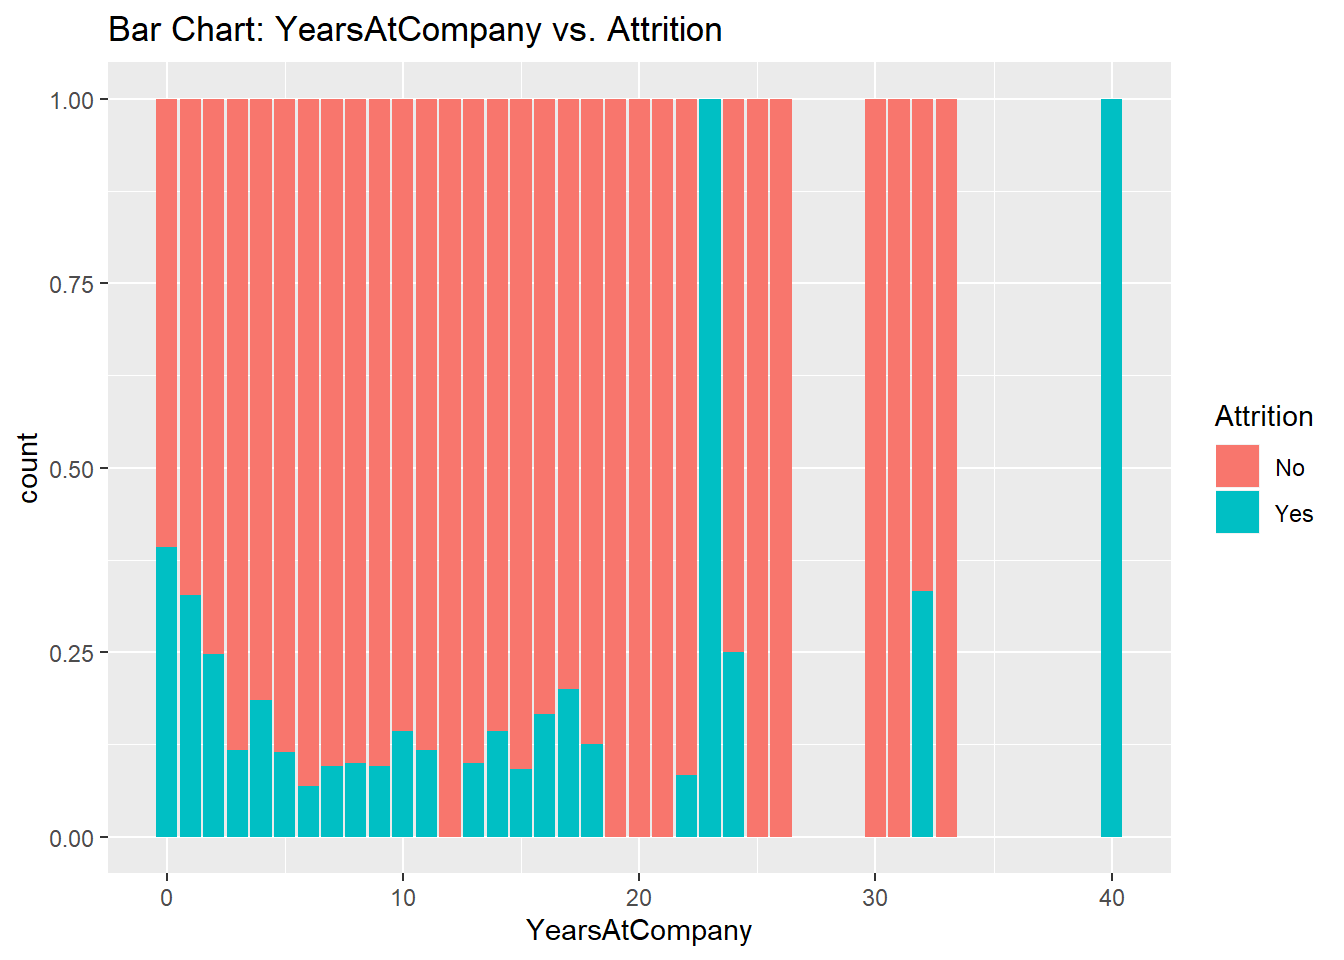 Bar Chart: YearsAtCompany vs. Attrition
1.00
0.75
0.50
0.25
0.00
count
0 10 20 30 40
YearsAtCompany
Attrition
No
Yes